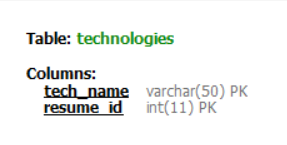 Table: technologies
Columns:
tech_name varchar(50) PK
resume_id int(11) PK